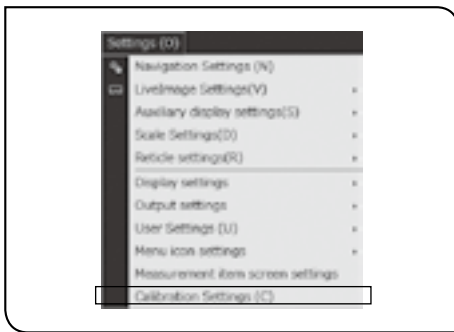 Settings (O)
Navigation Settings (N)
LiveImage Settings(V)
Auxiliary display settings(S)
Scale Settings(D)
Reticle settings(R)
Display settings
Output settings
User Settings (U)
Menu icon settings
Measurement item screen settings
Calibration Settings (C)